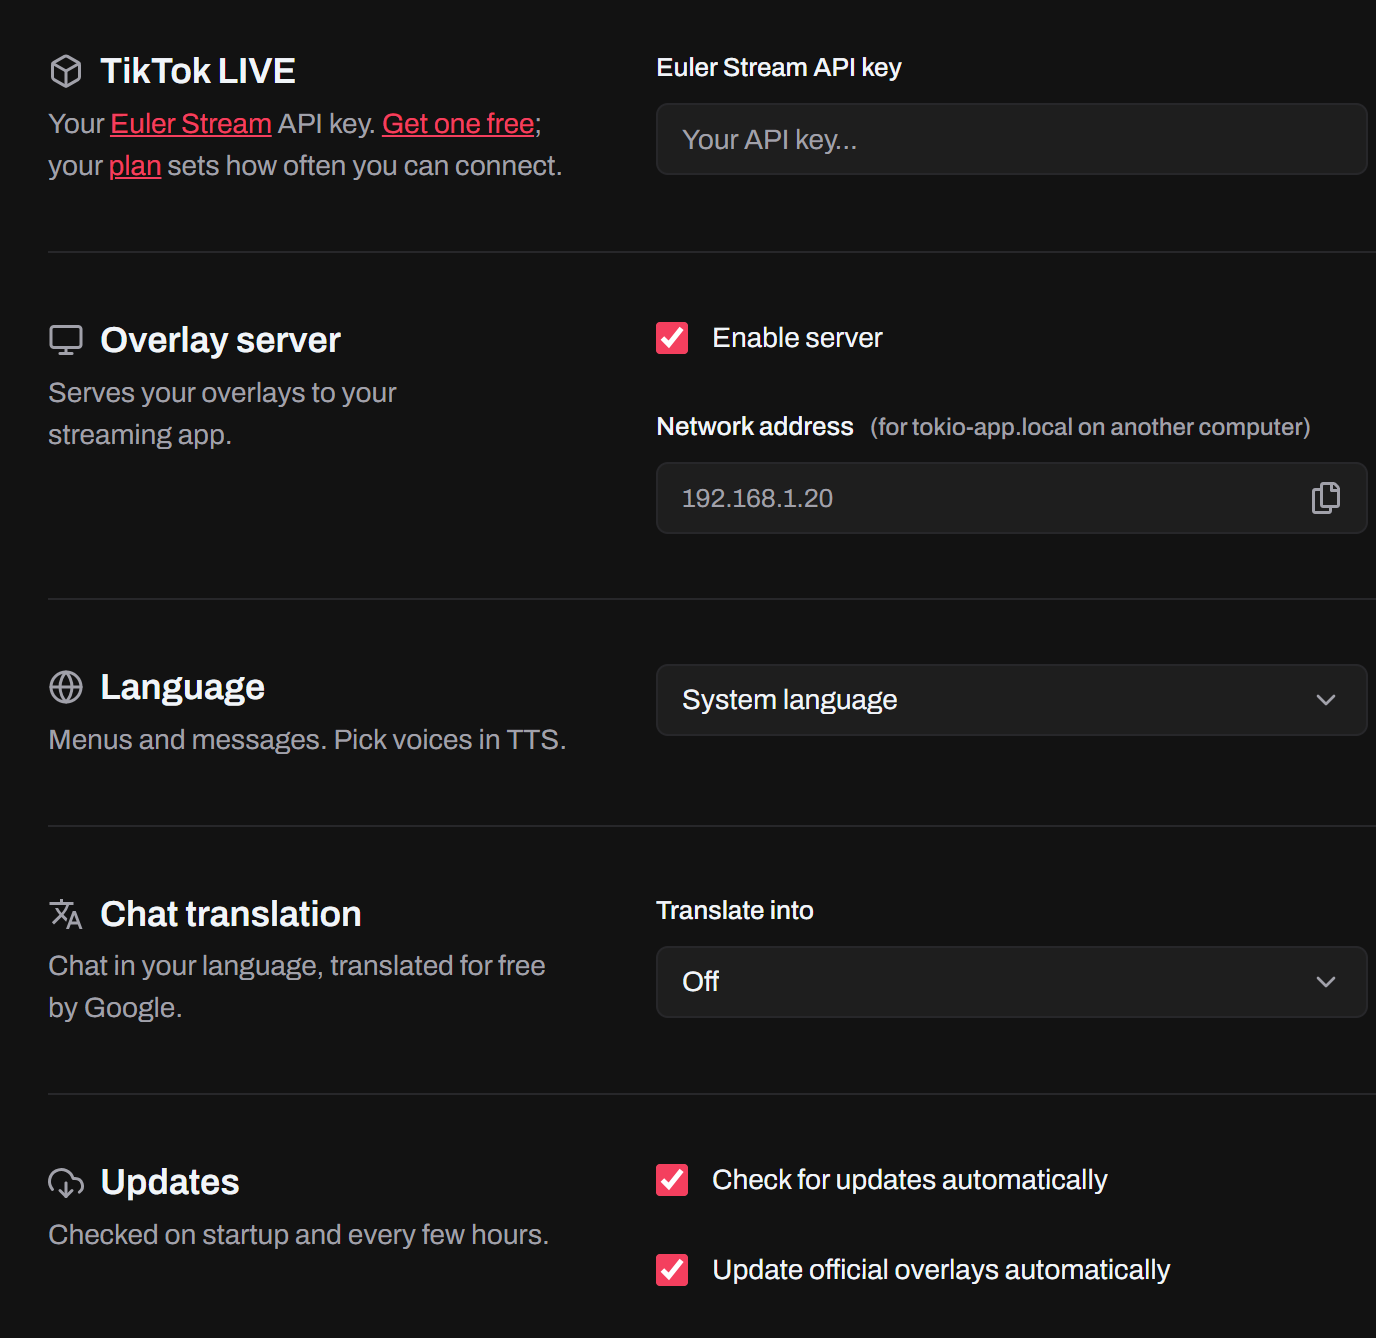 TikTok LIVE
Your Euler Stream API key. Get one free;
your plan sets how often you can connect.
Euler Stream API key
Your API key...
Overlay server
Serves your overlays to your
streaming app.
Enable server
Network address (for tokio-app.local on another computer)
192.168.1.20
Language
Menus and messages. Pick voices in TTS.
System language
Chat translation
Chat in your language, translated for free
by Google.
Translate into
Off
Updates
Checked on startup and every few hours.
Check for updates automatically
Update official overlays automatically